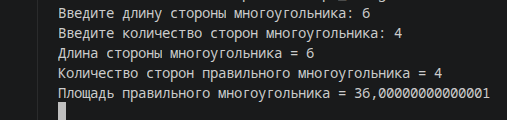 Введите длину стороны многоугольника: 6
Введите количество сторон многоугольника: 4
Длина стороны многоугольника = 6
Количество сторон правильного многоугольника = 4
Площадь правильного многоугольника = 36,00000000000001